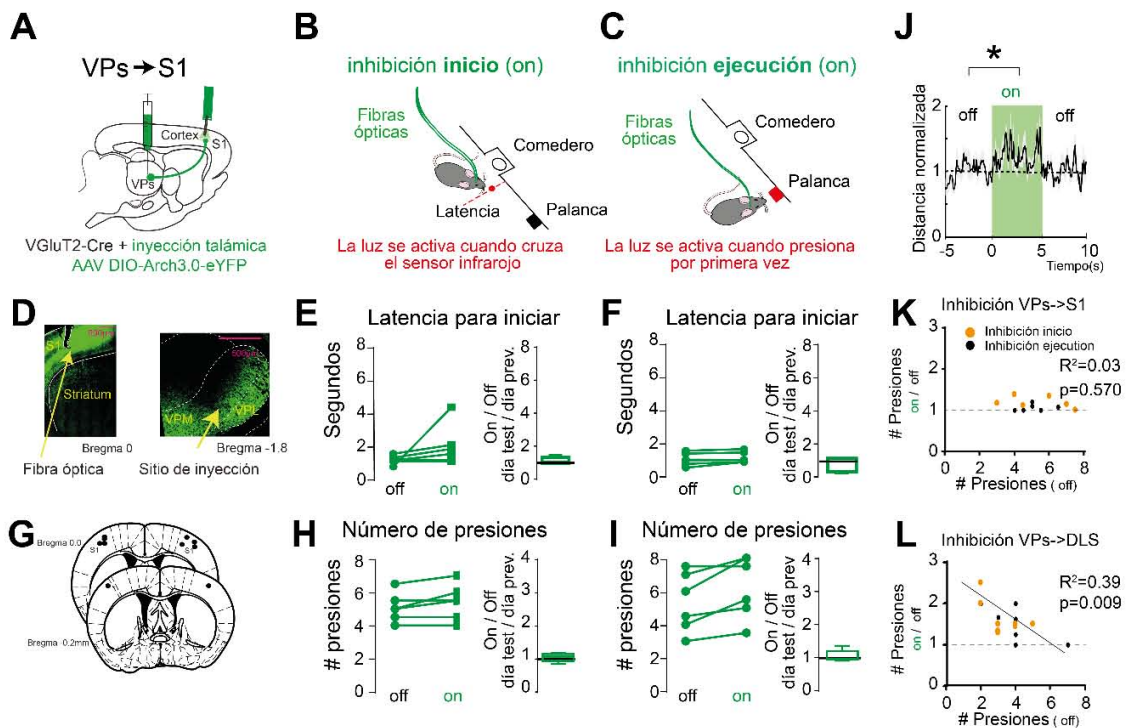 A
VPs→S1
Cortex
S1
VPs
VGluT2-Cre + inyección talámica
AAV DIO-Arch3.0-eYFP
B
inhibición inicio (on)
Fibras
ópticas
Comedero
Latencia
Palanca
La luz se activa cuando cruza
el sensor infrarojo
C
inhibición ejecución (on)
Fibras
ópticas
Comedero
Palanca
La luz se activa cuando presiona
por primera vez
J
*
on
off
off
Distancia normalizada
2
1
0
-5
0
5
10
Tiempo(s)
D
S1
500µm
Striatum
Bregma 0
Fibra óptica
500µm
VPM
VPL
Bregma -1.8
Sitio de inyección
E
Latencia para iniciar
Segundos
8
6
4
2
0
off
on
On / Off
día test / día prev.
4
3
2
1
0
F
Latencia para iniciar
Segundos
8
6
4
2
0
off
on
On / Off
día test / día prev.
4
3
2
1
0
K
Inhibición VPs->S1
Inhibición inicio
Inhibición ejecution
R²=0.03
p=0.570
# Presiones
on / off
3
2
1
0
0 2 4 6 8
# Presiones ( off)
G
Bregma 0.0
S1
S1
Bregma -0.2mm
H
Número de presiones
# presiones
8
6
4
2
0
off
on
On / Off
día test / día prev.
4
3
2
1
0
I
Número de presiones
# presiones
8
6
4
2
0
off
on
On / Off
día test / día prev.
4
3
2
1
0
L
Inhibición VPs->DLS
R²=0.39
p=0.009
# Presiones
on / off
3
2
1
0
0 2 4 6 8
# Presiones ( off)